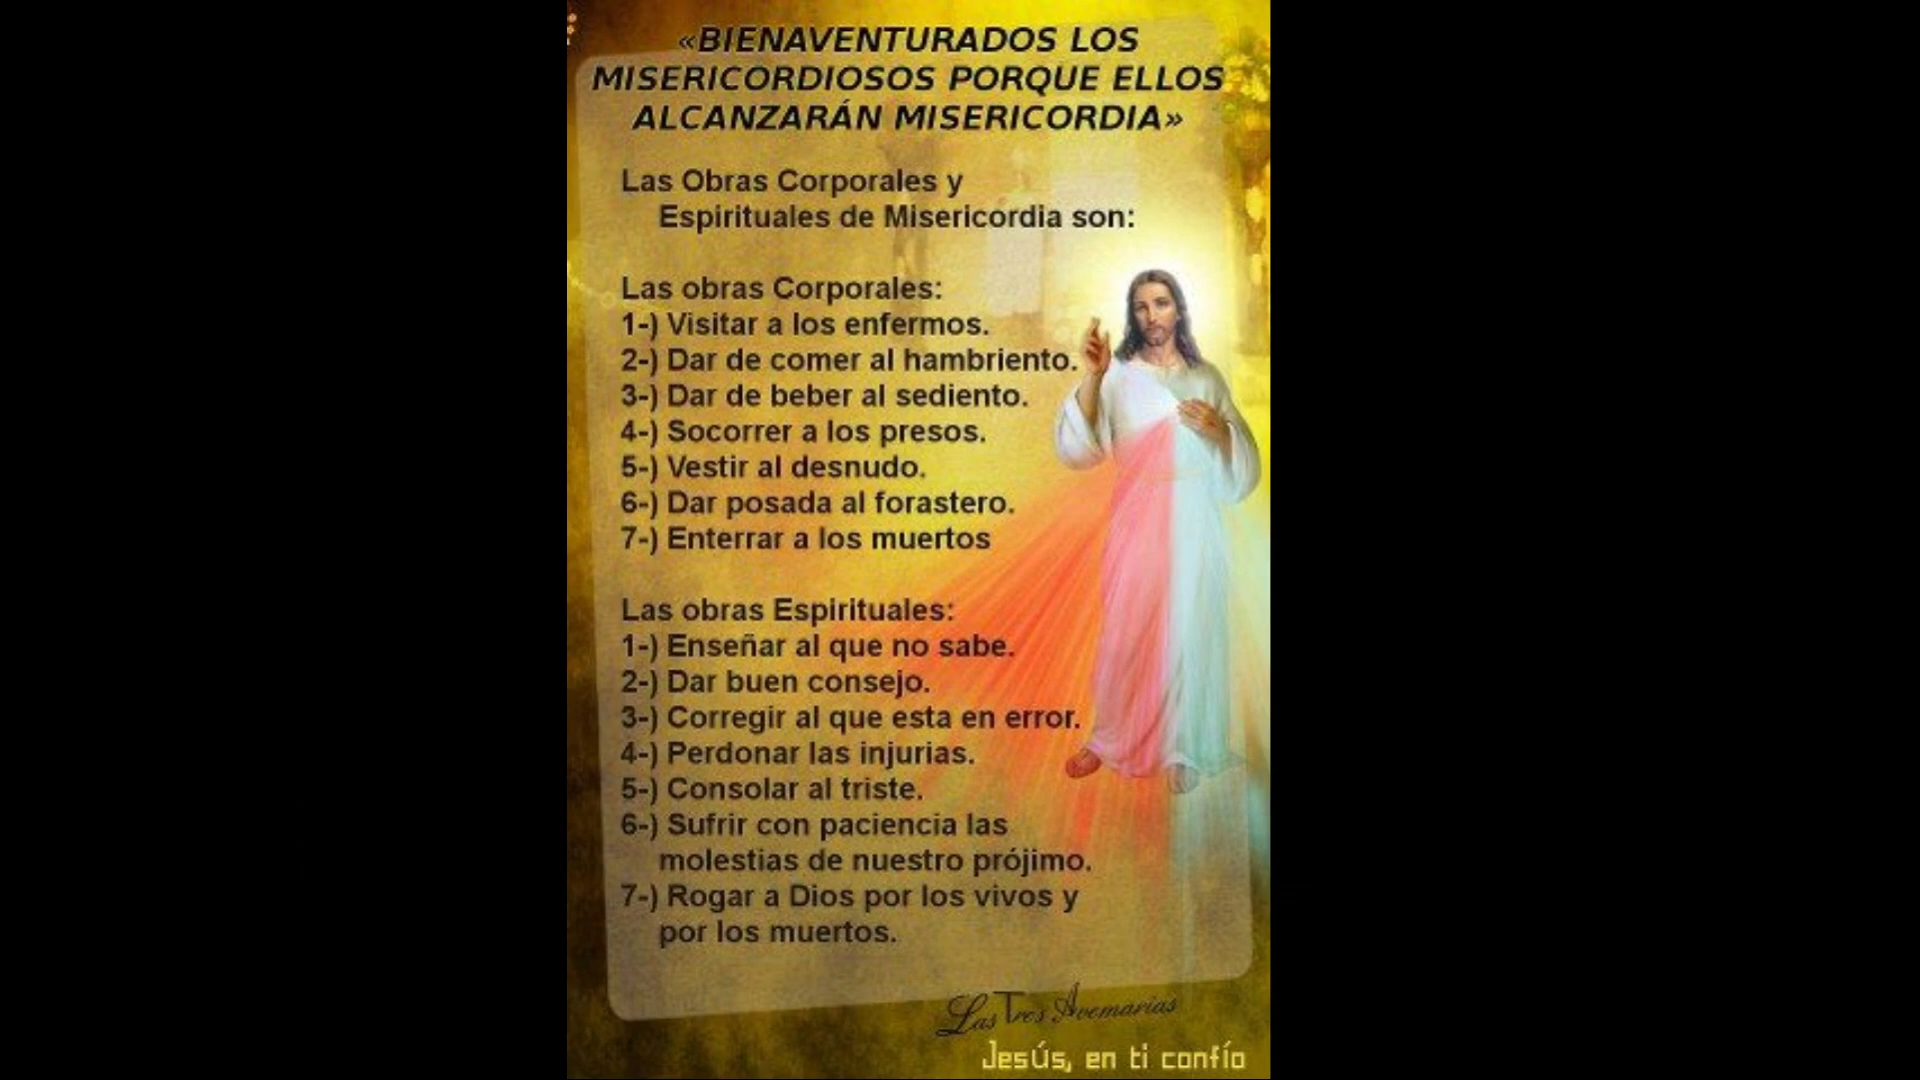 «BIENAVENTURADOS LOS
MISERICORDIOSOS PORQUE ELLOS
ALCANZARÁN MISERICORDIA»
Las Obras Corporales y
Espirituales de Misericordia son:
Las obras Corporales:
1-) Visitar a los enfermos.
2-) Dar de comer al hambriento.
3-) Dar de beber al sediento.
4-) Socorrer a los presos.
5-) Vestir al desnudo.
6-) Dar posada al forastero.
7-) Enterrar a los muertos
Las obras Espirituales:
1-) Enseñar al que no sabe.
2-) Dar buen consejo.
3-) Corregir al que esta en error.
4-) Perdonar las injurias.
5-) Consolar al triste.
6-) Sufrir con paciencia las
molestias de nuestro prójimo.
7-) Rogar a Dios por los vivos y
por los muertos.
Las Tres Avemarías
Jesús, en ti confío